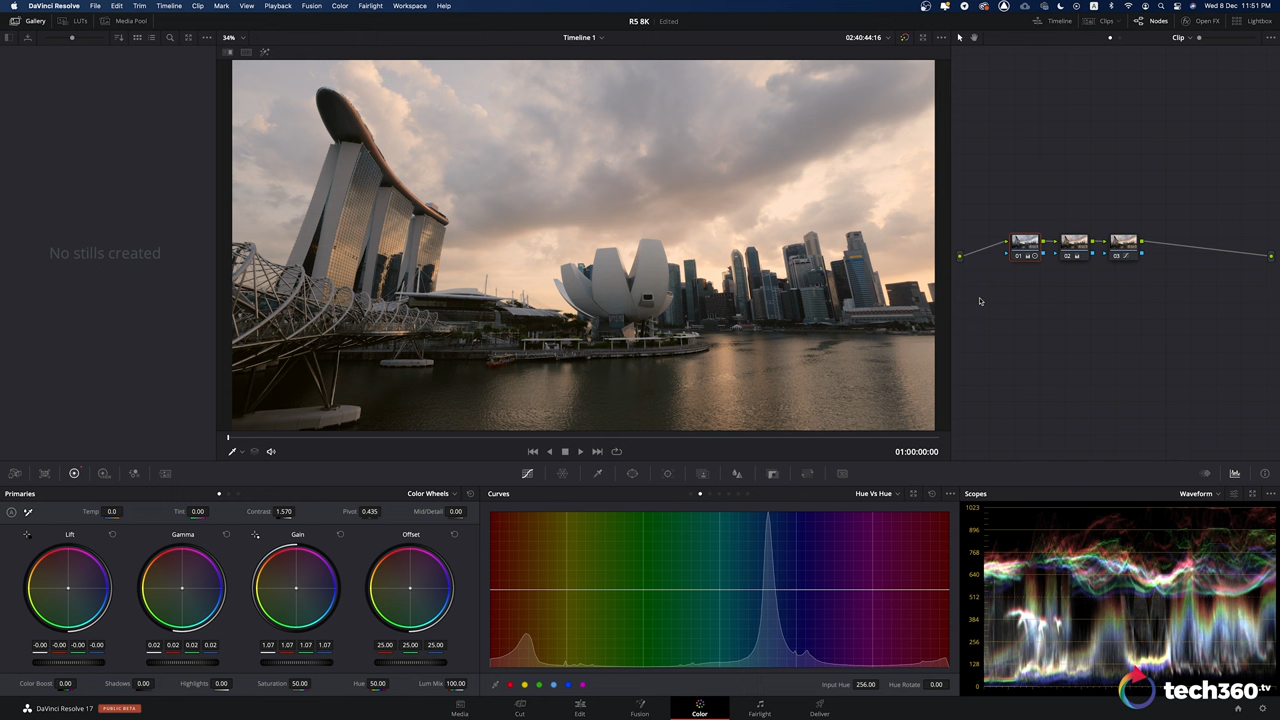 DaVinci Resolve File Edit Trim Timeline Clip Mark View Playback Fusion Color Fairlight Workspace Help Wed 8 Dec 11:51 PM
Gallery LUTs Media Pool R5 8K Edited Timeline Clips Nodes Open FX Lightbox
34% Timeline 1 02:40:44:16 Clip
No stills created
01 02 03
01:00:00:00
Primaries Color Wheels Curves Hue Vs Hue Scopes Waveform
Temp 0.0 Tint 0.00 Contrast 1.570 Pivot 0.435 Mid/Detail 0.00
Lift Gamma Gain Offset
-0.00 -0.00 -0.00 -0.00 0.02 0.02 0.02 0.02 1.07 1.07 1.07 1.07 25.00 25.00 25.00
Color Boost 0.00 Shadows 0.00 Highlights 0.00 Saturation 50.00 Hue 50.00 Lum Mix 100.00
Input Hue 256.00 Hue Rotate 0.00
1023
896
768
640
512
384
256
128
0
tech360.tv
DaVinci Resolve 17 PUBLIC BETA
Media Cut Edit Fusion Color Fairlight Deliver